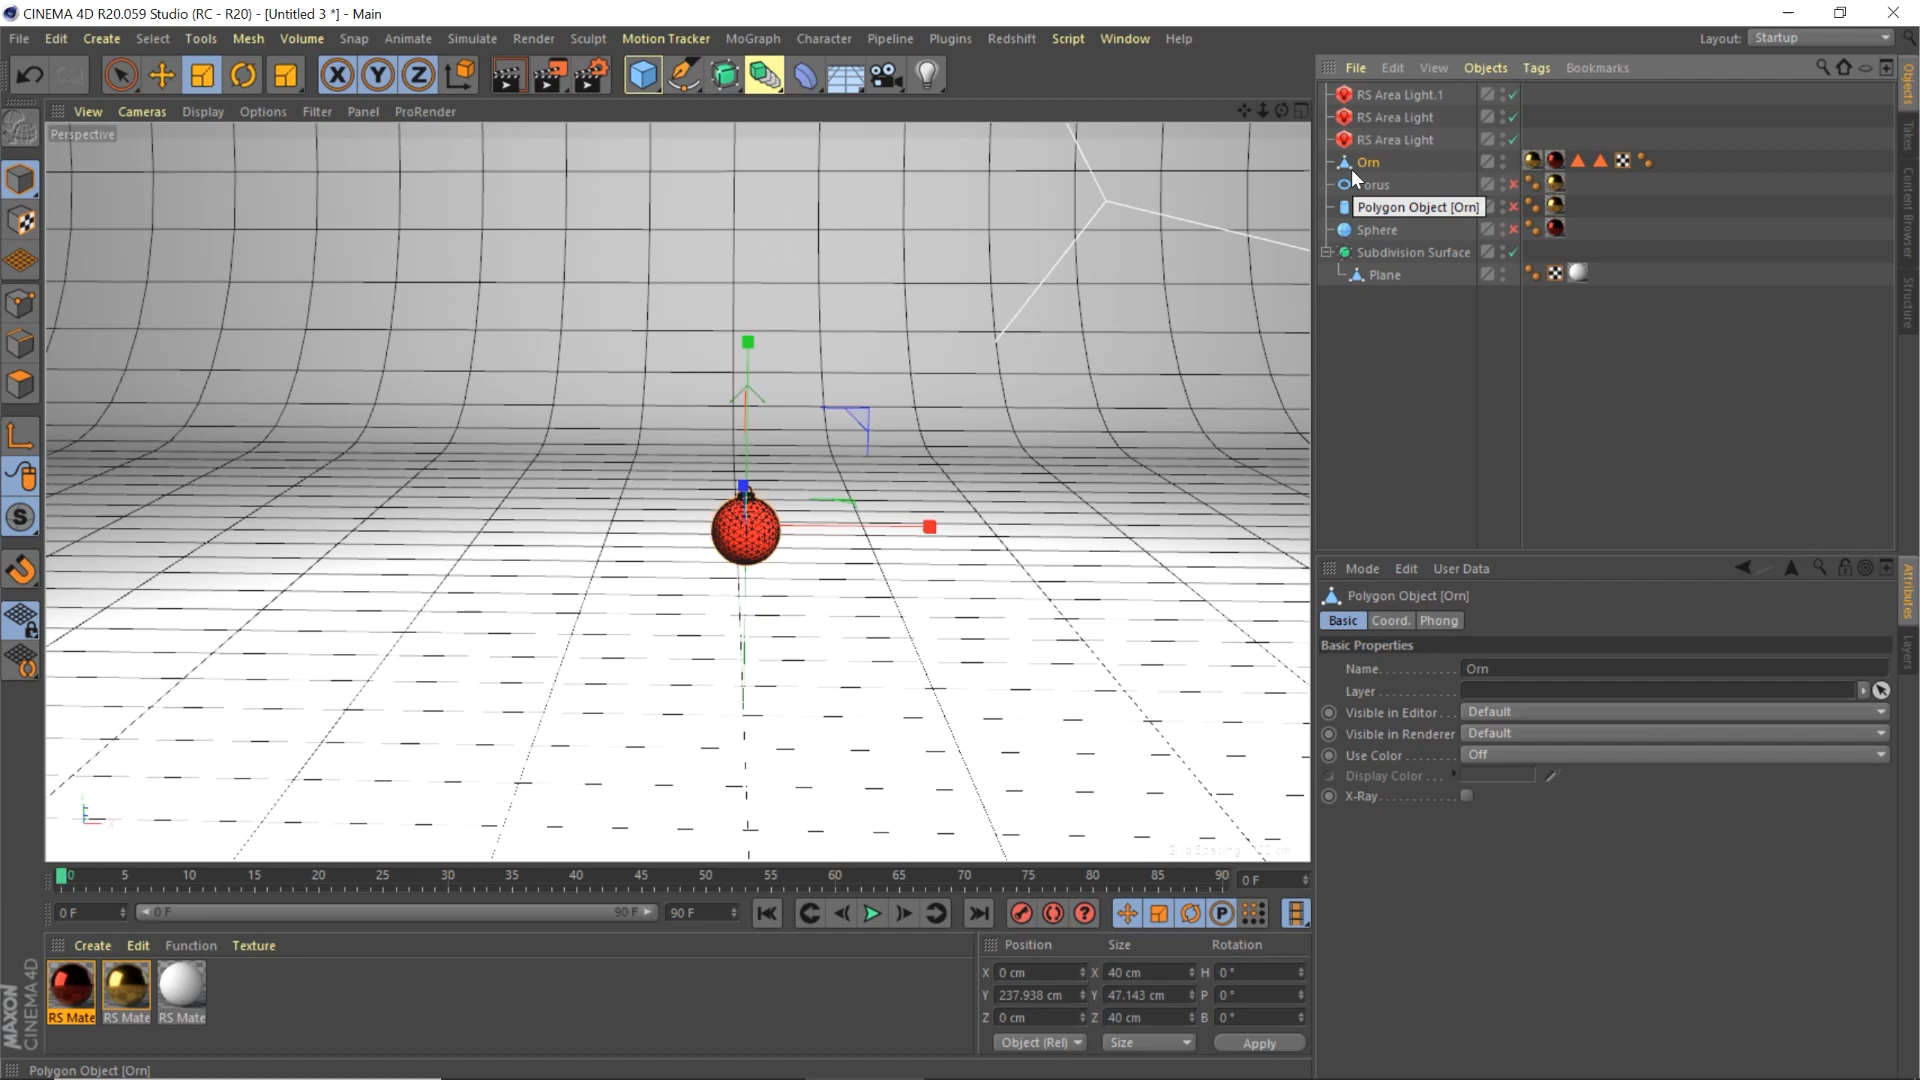 CINEMA 4D R20.059 Studio (RC - R20) - [Untitled 3 *] - Main
File Edit Create Select Tools Mesh Volume Snap Animate Simulate Render Sculpt Motion Tracker MoGraph Character Pipeline Plugins Redshift Script Window Help
Layout: Startup
X Y Z
File Edit View Objects Tags Bookmarks
View Cameras Display Options Filter Panel ProRender
Perspective
RS Area Light.1
RS Area Light
RS Area Light
Orn
orus
Polygon Object [Orn]
Sphere
Subdivision Surface
Plane
Objects
Takes
Content Browser
Structure
S
Mode Edit User Data
Polygon Object [Orn]
Basic Coord. Phong
Basic Properties
Name Orn
Layer
Visible in Editor Default
Visible in Renderer Default
Use Color Off
Display Color
X-Ray
Attributes
Layers
0 5 10 15 20 25 30 35 40 45 50 55 60 65 70 75 80 85 90 0 F
0 F 0 F 90 F 90 F
P
Create Edit Function Texture
RS Mate RS Mate RS Mate
Position Size Rotation
X 0 cm X 40 cm H 0 °
Y 237.938 cm Y 47.143 cm P 0 °
Z 0 cm Z 40 cm B 0 °
Object (Rel) Size Apply
MAXON
CINEMA 4D
Polygon Object [Orn]